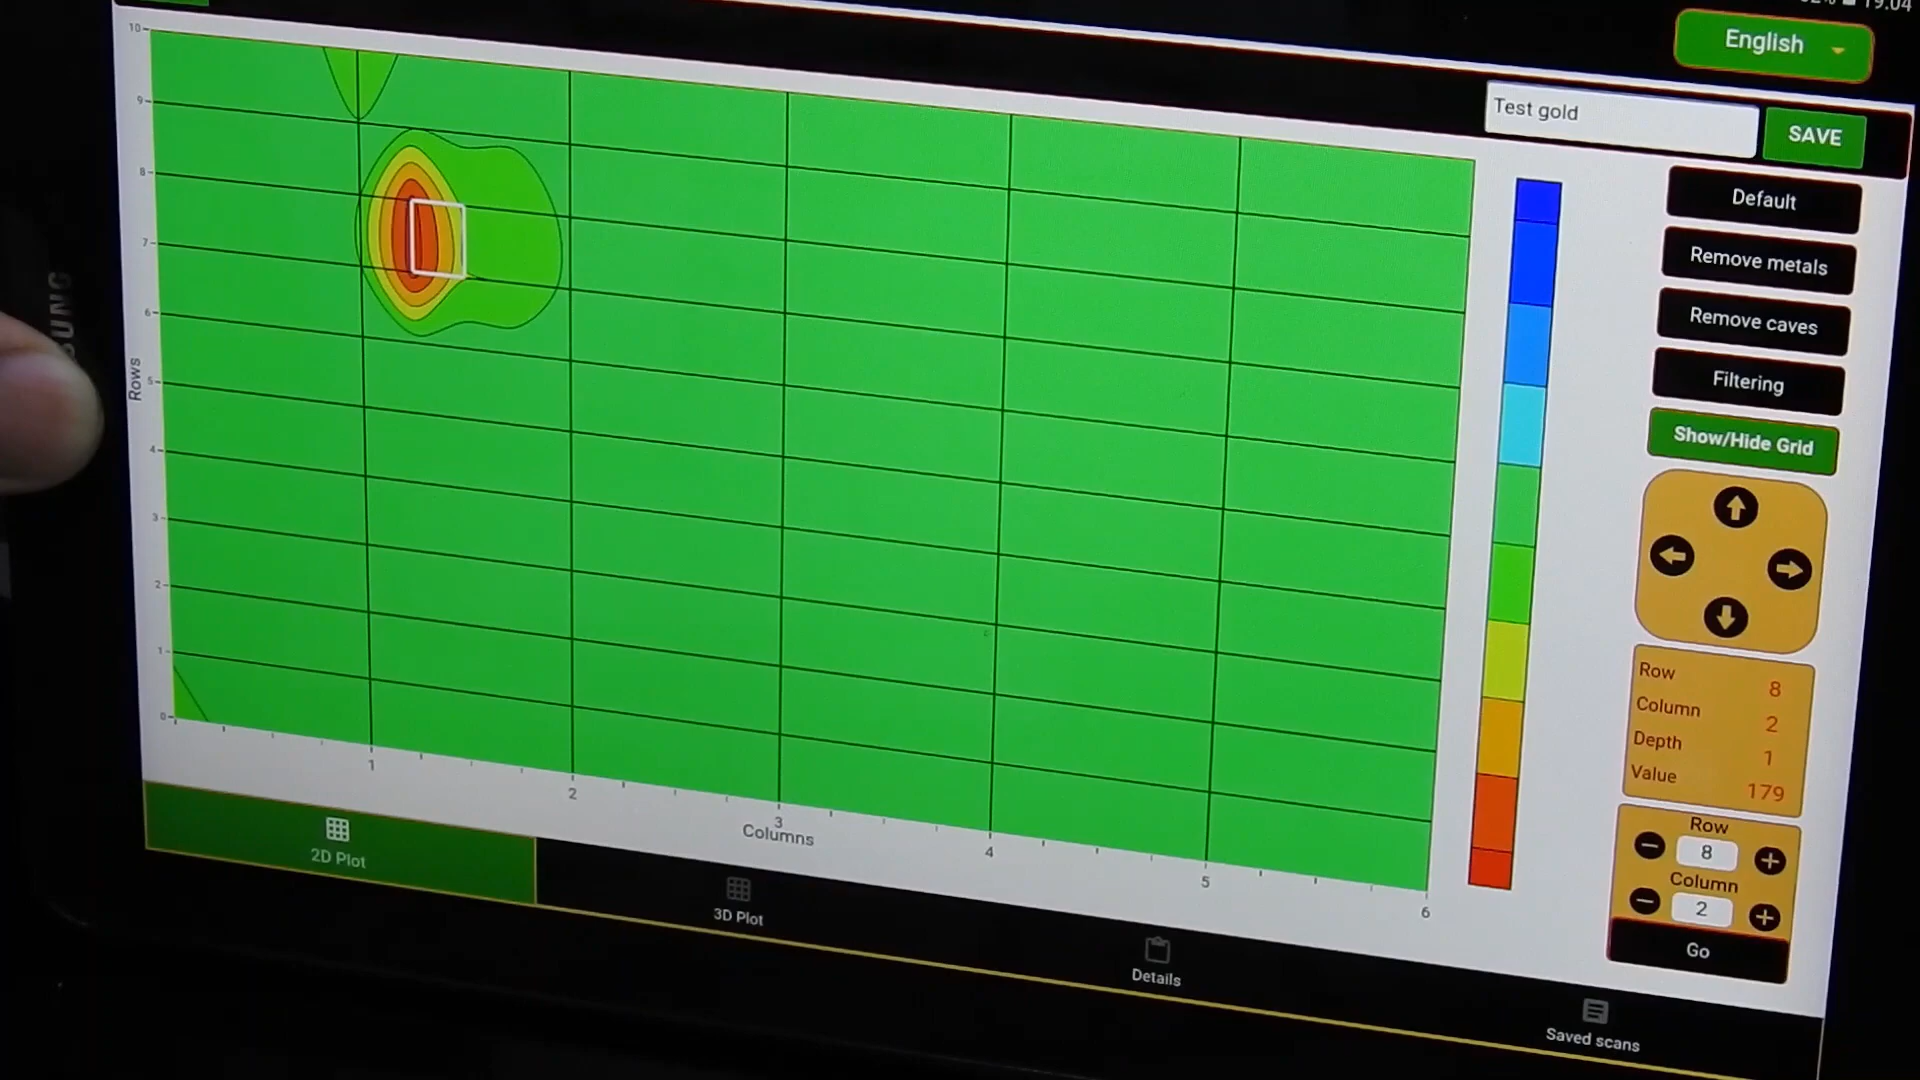 19:04
English
Test gold
SAVE
Default
Remove metals
Remove caves
Filtering
Show/Hide Grid
10
9
8
7
6
5
4
3
2
1
0
Rows
1
2
3
4
5
6
Columns
Row 8
Column 2
Depth 1
Value 179
Row
8
Column
2
Go
2D Plot
3D Plot
Details
Saved scans